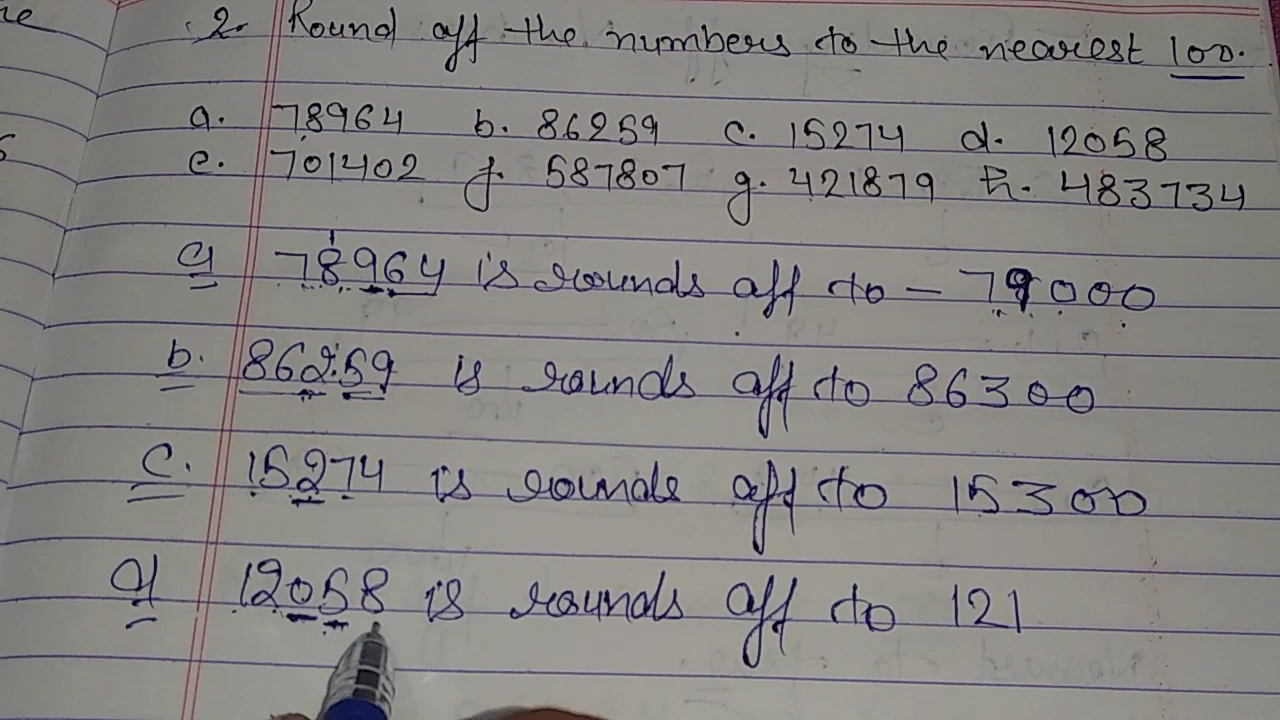 2. Round off the numbers to the nearest 100.
a. 78964 b. 86259 c. 15274 d. 12058
e. 701402 f. 587807 g. 421879 h. 483734
a 78964 is rounds off to - 79000
b. 86259 is rounds off to 86300
c. 15274 is rounds off to 15300
d 12058 is rounds off to 121